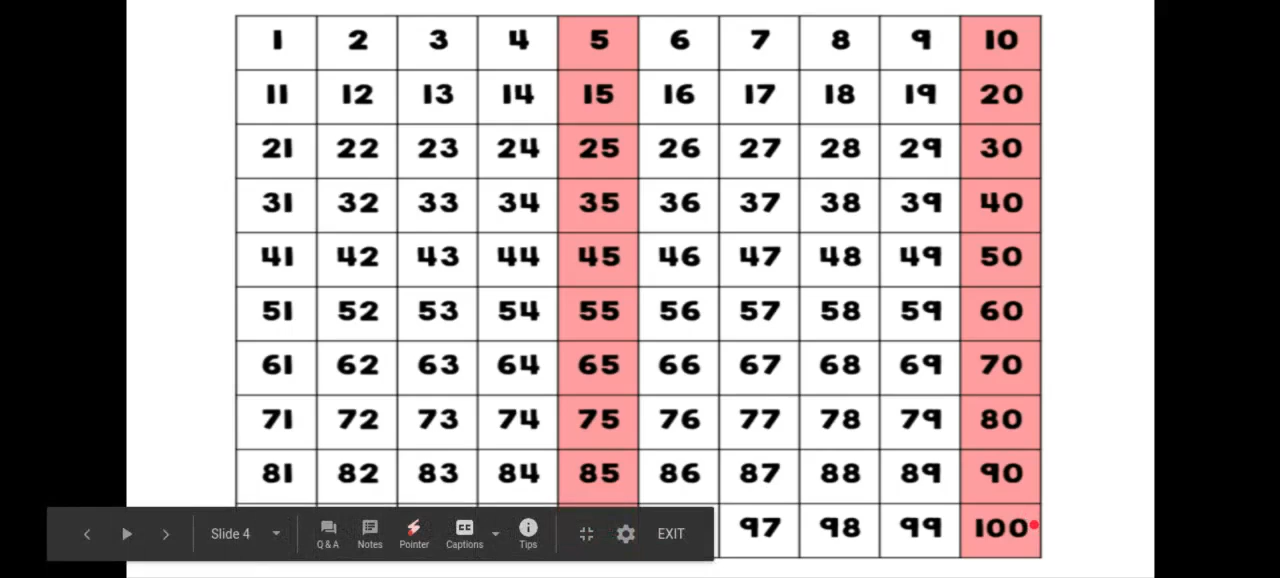 1 2 3 4 5 6 7 8 9 10
11 12 13 14 15 16 17 18 19 20
21 22 23 24 25 26 27 28 29 30
31 32 33 34 35 36 37 38 39 40
41 42 43 44 45 46 47 48 49 50
51 52 53 54 55 56 57 58 59 60
61 62 63 64 65 66 67 68 69 70
71 72 73 74 75 76 77 78 79 80
81 82 83 84 85 86 87 88 89 90
97 98 99 100
Slide 4 Q & A Notes Pointer CC Captions Tips EXIT